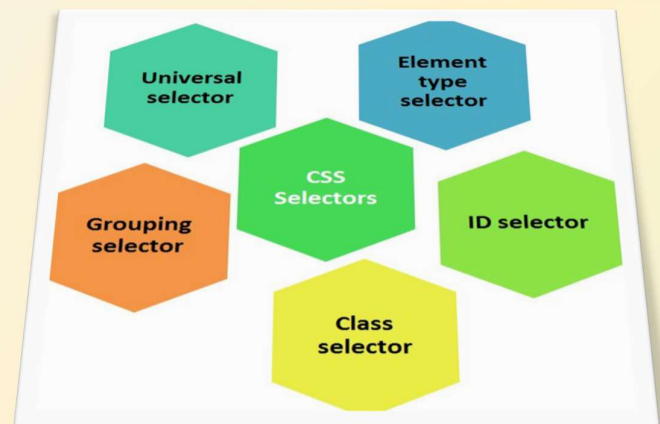 Universal
selector
Element
type
selector
CSS
Selectors
Grouping
selector
ID selector
Class
selector